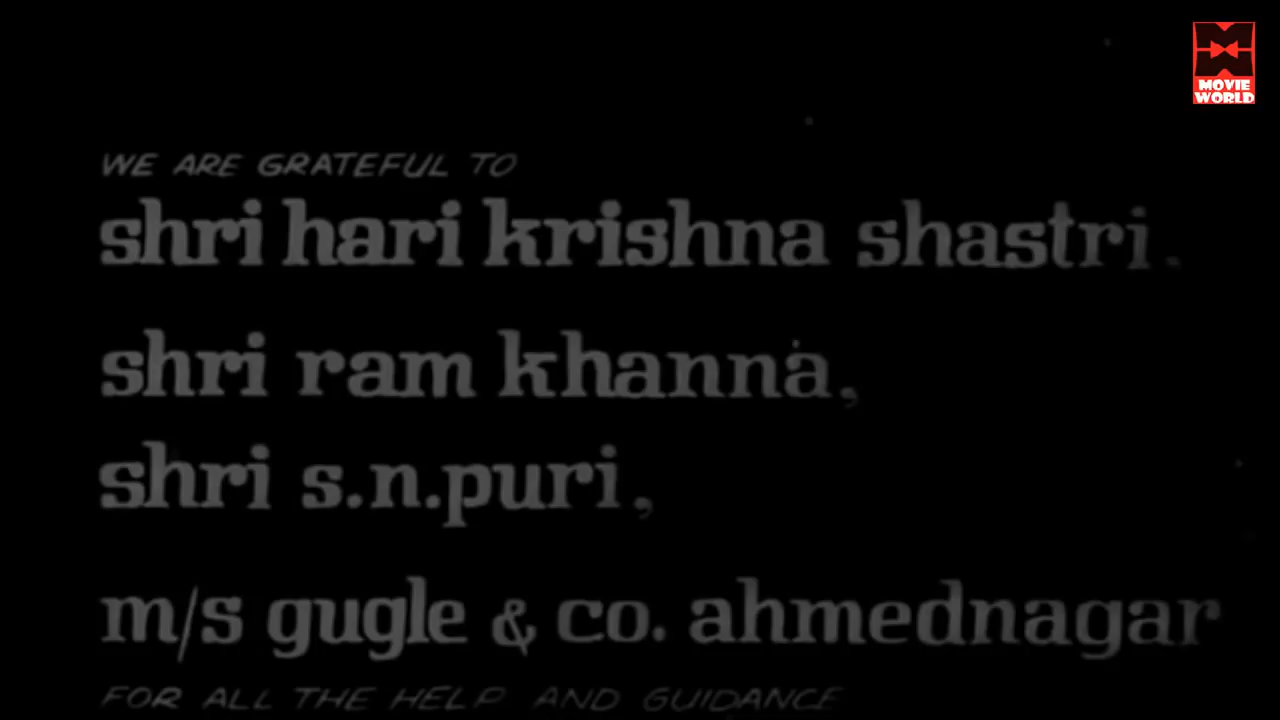 MOVIE
WORLD
WE ARE GRATEFUL TO
shri hari krishna shastri.
shri ram khanna,
shri s.n.puri,
m/s gugle & co. ahmednagar
FOR ALL THE HELP AND GUIDANCE